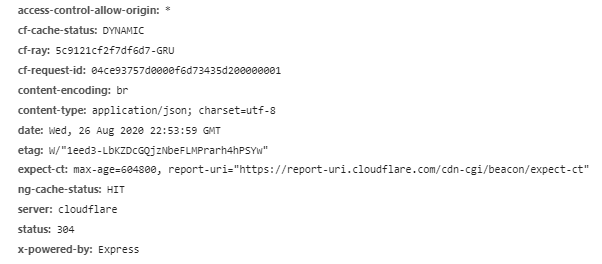 access-control-allow-origin: *
cf-cache-status: DYNAMIC
cf-ray: 5c9121cf2f7df6d7-GRU
cf-request-id: 04ce93757d0000f6d73435d200000001
content-encoding: br
content-type: application/json; charset=utf-8
date: Wed, 26 Aug 2020 22:53:59 GMT
etag: W/"1eed3-LbKZDcGQjzNbeFLMPrarh4hPSYw"
expect-ct: max-age=604800, report-uri="https://report-uri.cloudflare.com/cdn-cgi/beacon/expect-ct"
ng-cache-status: HIT
server: cloudflare
status: 304
x-powered-by: Express